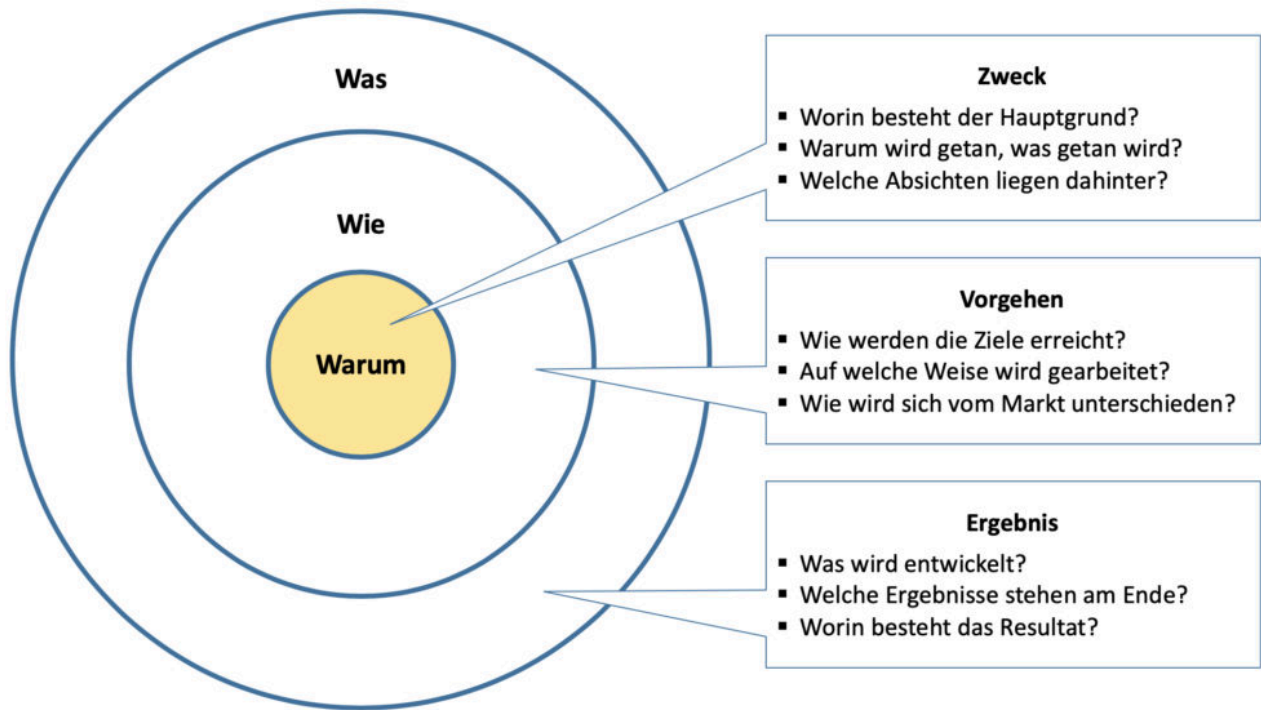 Was
Wie
Warum
Zweck
▪ Worin besteht der Hauptgrund?
▪ Warum wird getan, was getan wird?
▪ Welche Absichten liegen dahinter?
Vorgehen
▪ Wie werden die Ziele erreicht?
▪ Auf welche Weise wird gearbeitet?
▪ Wie wird sich vom Markt unterschieden?
Ergebnis
▪ Was wird entwickelt?
▪ Welche Ergebnisse stehen am Ende?
▪ Worin besteht das Resultat?